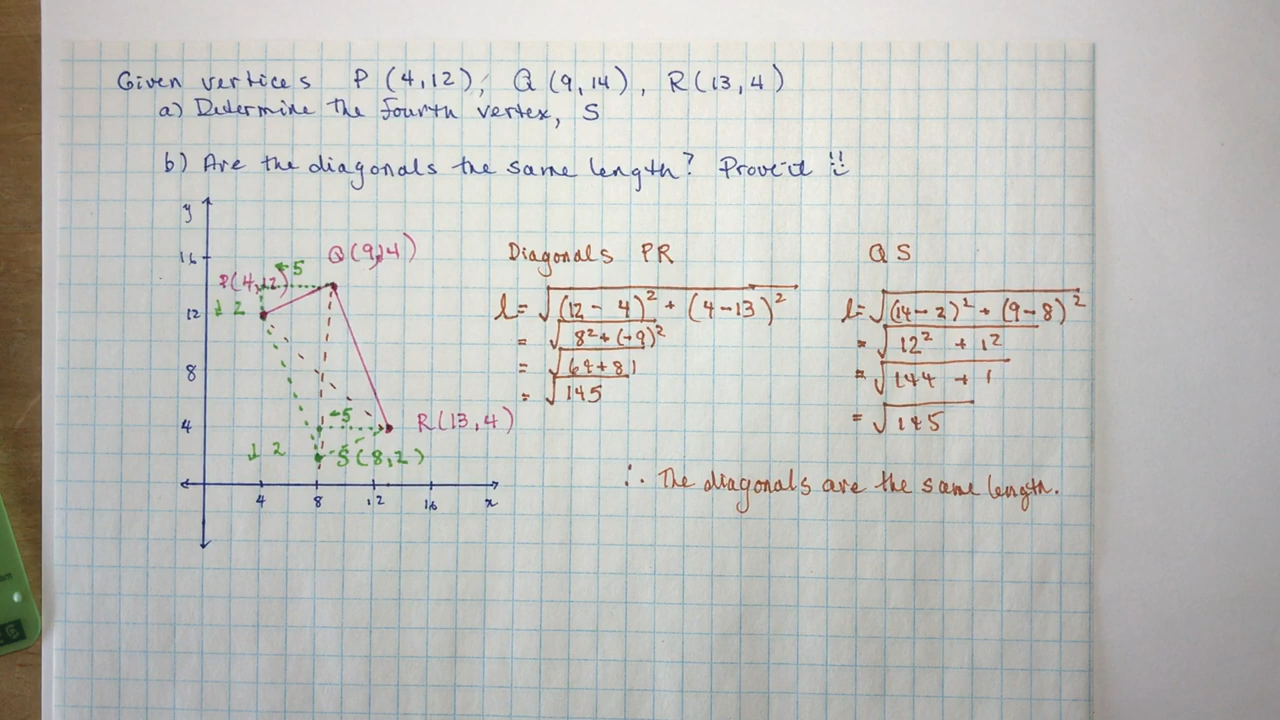 Given vertices P (4,12), Q (9,14), R(13,4)
a) Determine the fourth vertex, S
b) Are the diagonals the same length? Prove it !!
y
16
12
8
4
4 8 12 16 x
Q(9,14)
P(4,12)
←5
↓ 2
R(13,4)
←5
↓ 2
S(8,2)
Diagonals PR
l = √(12 - 4)² + (4-13)²
= √8² + (-9)²
= √64+81
= √145
QS
l = √(14-2)² + (9-8)²
= √12² + 1²
= √144 + 1
= √145
∴ The diagonals are the same length.